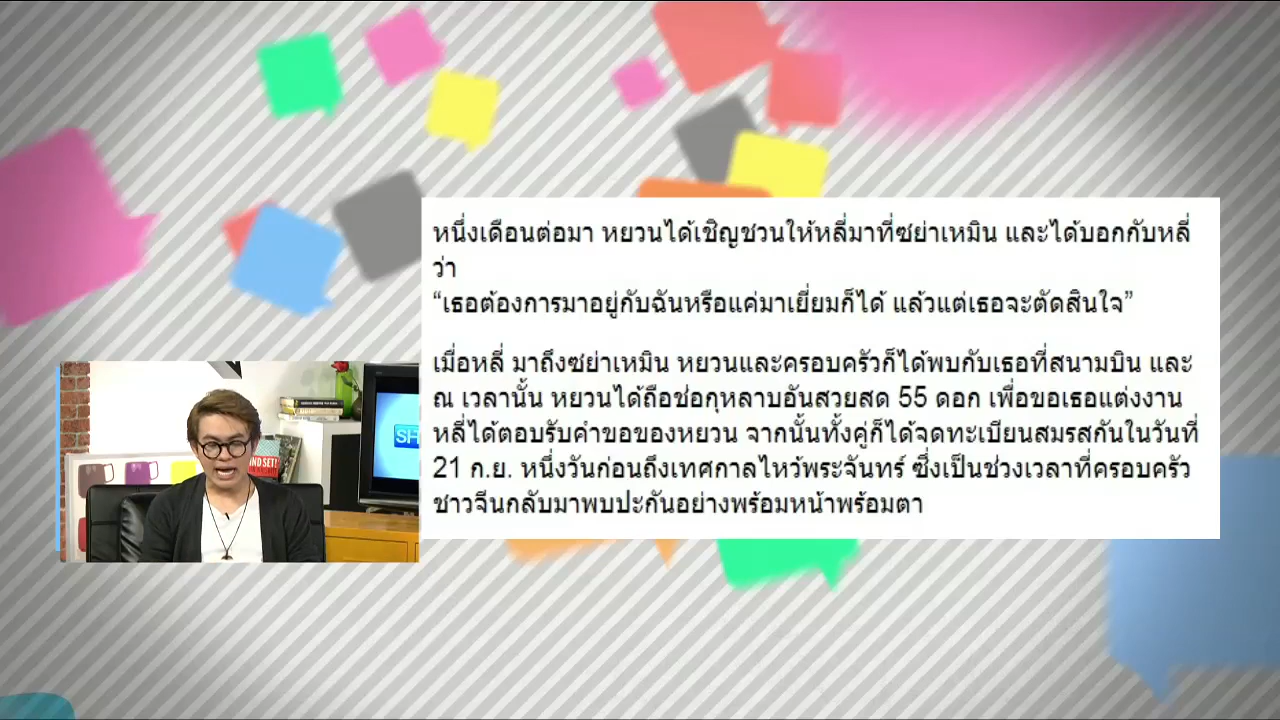 หนึ่งเดือนต่อมา หยวนได้เชิญชวนให้หลี่มาที่ซย่าเหมิน และได้บอกกับหลี่
ว่า
“เธอต้องการมาอยู่กับฉันหรือแค่มาเยี่ยมก็ได้ แล้วแต่เธอจะตัดสินใจ”
เมื่อหลี่ มาถึงซย่าเหมิน หยวนและครอบครัวก็ได้พบกับเธอที่สนามบิน และ
ณ เวลานั้น หยวนได้ถือช่อกุหลาบอันสวยสด 55 ดอก เพื่อขอเธอแต่งงาน
หลี่ได้ตอบรับคำขอของหยวน จากนั้นทั้งคู่ก็ได้จดทะเบียนสมรสกันในวันที่
21 ก.ย. หนึ่งวันก่อนถึงเทศกาลไหว้พระจันทร์ ซึ่งเป็นช่วงเวลาที่ครอบครัว
ชาวจีนกลับมาพบปะกันอย่างพร้อมหน้าพร้อมตา
SH